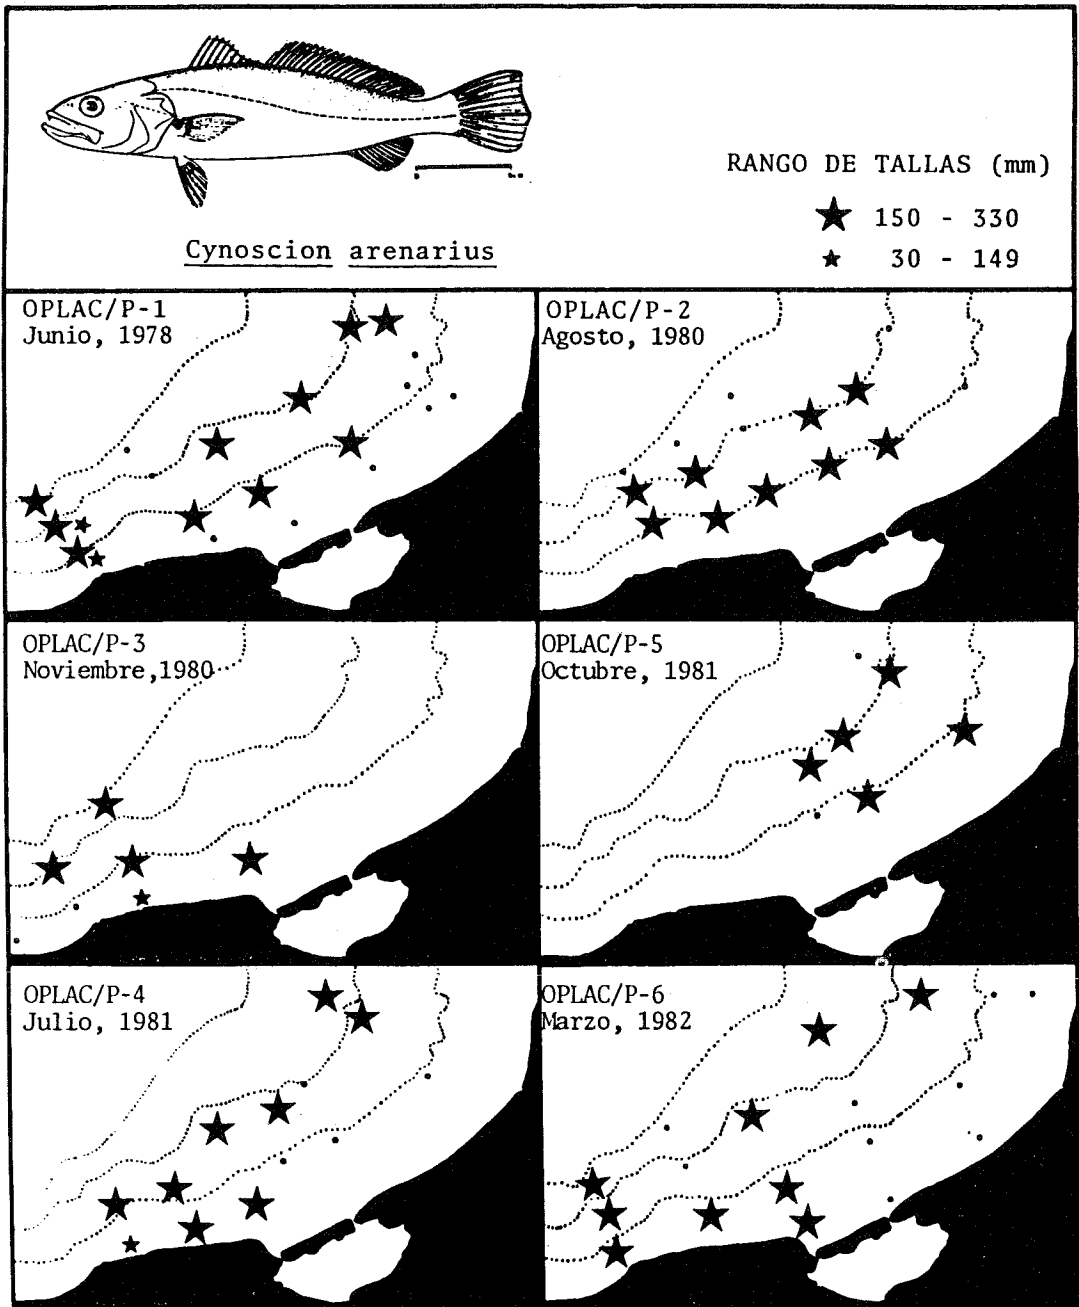 RANGO DE TALLAS (mm)
★ 150 - 330
★ 30 - 149
Cynoscion arenarius
OPLAC/P-1
Junio, 1978
OPLAC/P-2
Agosto, 1980
OPLAC/P-3
Noviembre,1980
OPLAC/P-5
Octubre, 1981
OPLAC/P-4
Julio, 1981
OPLAC/P-6
Marzo, 1982